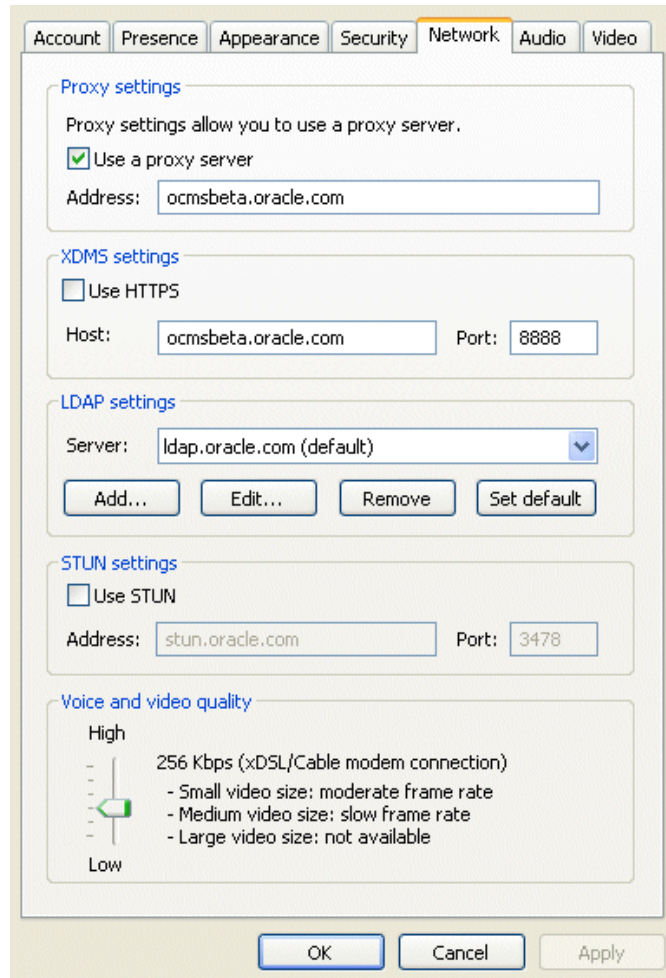 Account Presence Appearance Security Network Audio Video
Proxy settings
Proxy settings allow you to use a proxy server.
Use a proxy server
Address: ocmsbeta.oracle.com
XDMS settings
Use HTTPS
Host: ocmsbeta.oracle.com Port: 8888
LDAP settings
Server: ldap.oracle.com (default)
Add... Edit... Remove Set default
STUN settings
Use STUN
Address: stun.oracle.com Port: 3478
Voice and video quality
High
256 Kbps (xDSL/Cable modem connection)
- Small video size: moderate frame rate
- Medium video size: slow frame rate
- Large video size: not available
Low
OK Cancel Apply